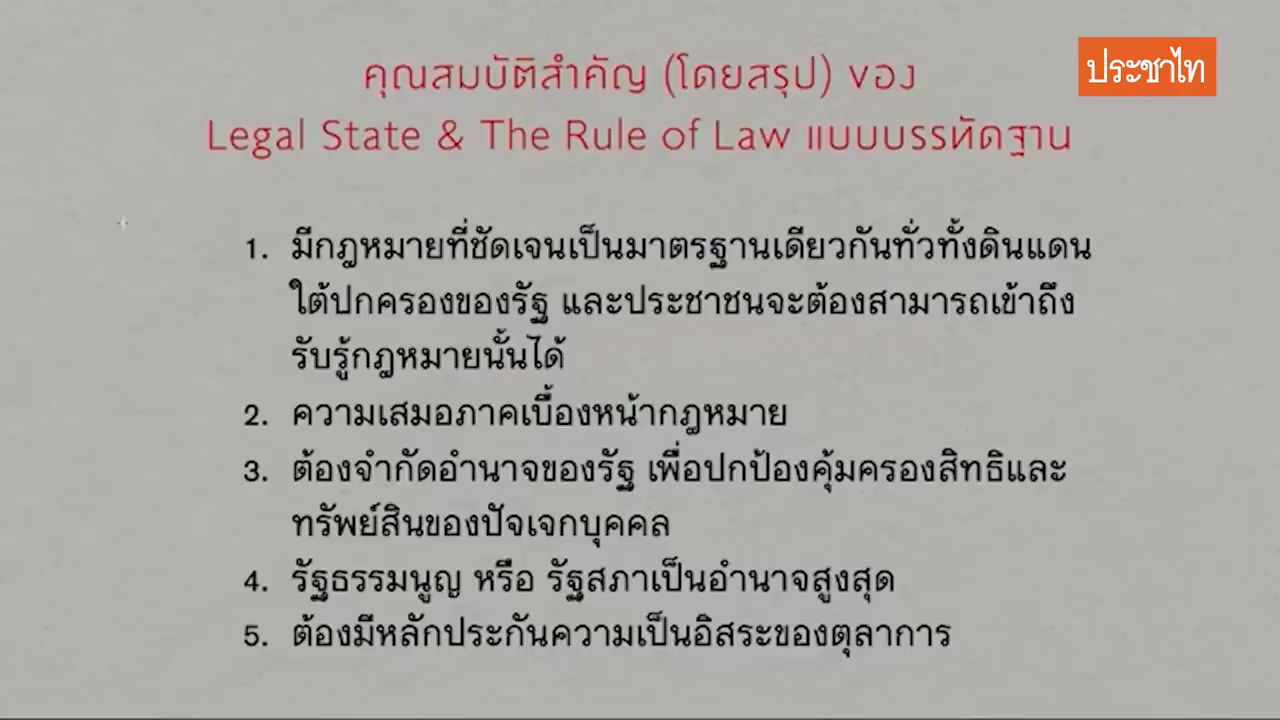 ประชาไท
คุณสมบัติสำคัญ (โดยสรุป) ของ
Legal State & The Rule of Law แบบบรรทัดฐาน
1. มีกฎหมายที่ชัดเจนเป็นมาตรฐานเดียวกันทั่วทั้งดินแดน
ใต้ปกครองของรัฐ และประชาชนจะต้องสามารถเข้าถึง
รับรู้กฎหมายนั้นได้
2. ความเสมอภาคเบื้องหน้ากฎหมาย
3. ต้องจำกัดอำนาจของรัฐ เพื่อปกป้องคุ้มครองสิทธิและ
ทรัพย์สินของปัจเจกบุคคล
4. รัฐธรรมนูญ หรือ รัฐสภาเป็นอำนาจสูงสุด
5. ต้องมีหลักประกันความเป็นอิสระของตุลาการ